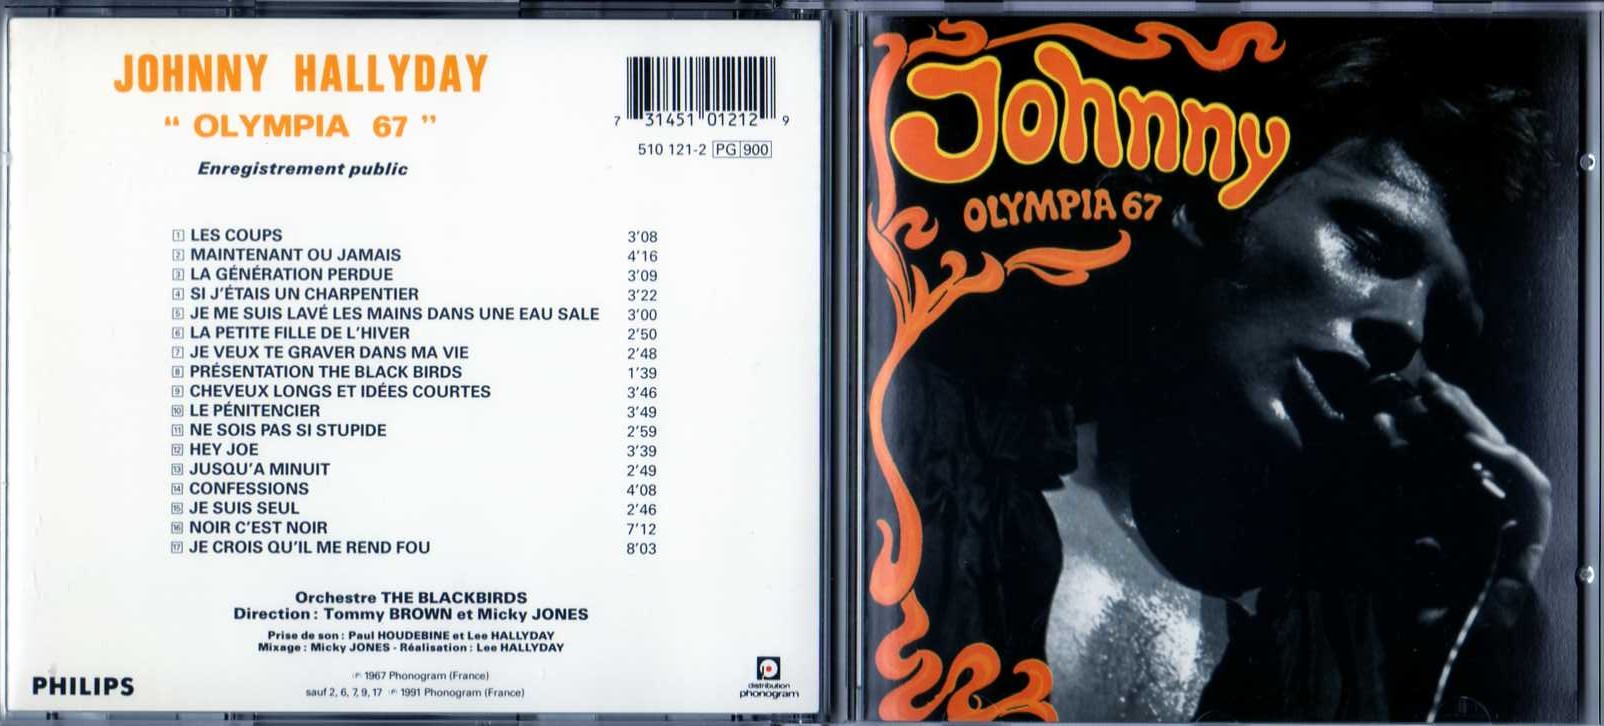 JOHNNY HALLYDAY
“ OLYMPIA 67 ”
Enregistrement public
7 31451 01212 9
510 121-2 PG 900
1 LES COUPS 3'08
2 MAINTENANT OU JAMAIS 4'16
3 LA GÉNÉRATION PERDUE 3'09
4 SI J'ÉTAIS UN CHARPENTIER 3'22
5 JE ME SUIS LAVÉ LES MAINS DANS UNE EAU SALE 3'00
6 LA PETITE FILLE DE L'HIVER 2'50
7 JE VEUX TE GRAVER DANS MA VIE 2'48
8 PRÉSENTATION THE BLACK BIRDS 1'39
9 CHEVEUX LONGS ET IDÉES COURTES 3'46
10 LE PÉNITENCIER 3'49
11 NE SOIS PAS SI STUPIDE 2'59
12 HEY JOE 3'39
13 JUSQU'A MINUIT 2'49
14 CONFESSIONS 4'08
15 JE SUIS SEUL 2'46
16 NOIR C'EST NOIR 7'12
17 JE CROIS QU'IL ME REND FOU 8'03
Orchestre THE BLACKBIRDS
Direction : Tommy BROWN et Micky JONES
Prise de son : Paul HOUDEBINE et Lee HALLYDAY
Mixage : Micky JONES - Réalisation : Lee HALLYDAY
℗ 1967 Phonogram (France)
sauf 2, 6, 7, 9, 17 ℗ 1991 Phonogram (France)
PHILIPS
distribution
phonogram
Johnny
OLYMPIA 67